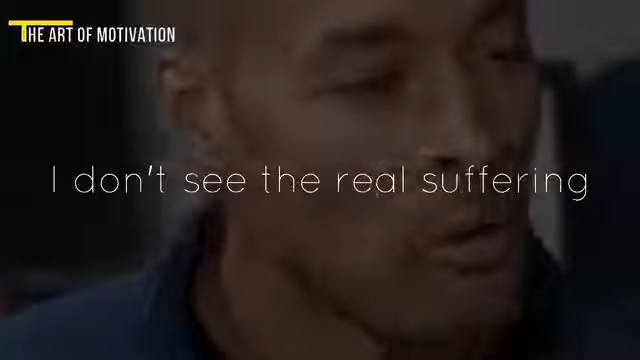 THE ART OF MOTIVATION
I don't see the real suffering